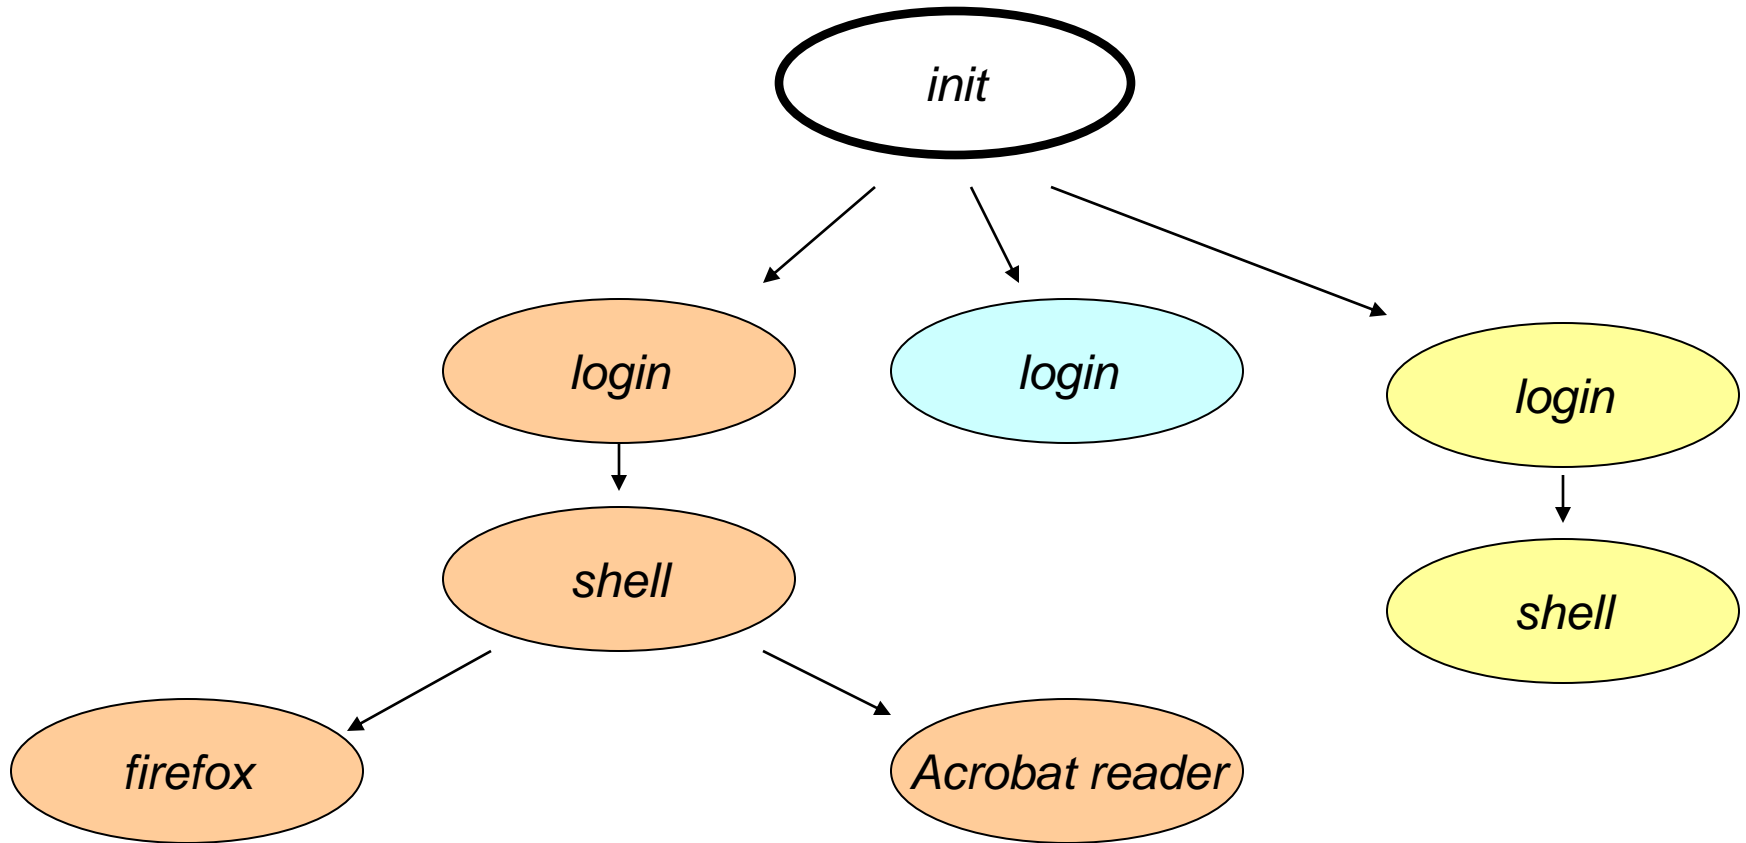 init
login
login
login
shell
shell
firefox
Acrobat reader